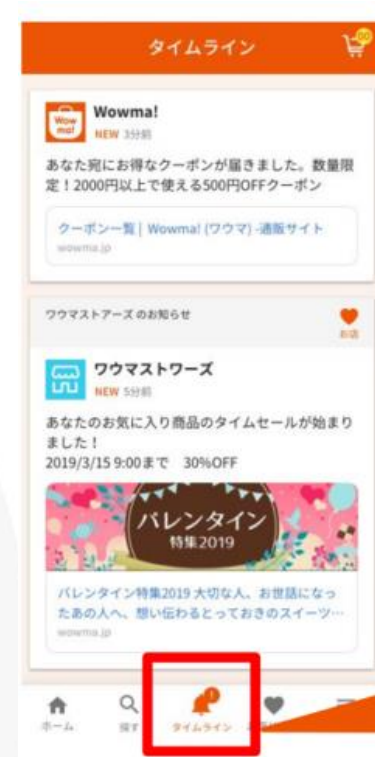 タイムライン
00
Wow
ma!
Wowma!
NEW 3分前
あなた宛にお得なクーポンが届きました。数量限
定！2000円以上で使える500円OFFクーポン
クーポン一覧 | Wowma! (ワウマ) -通販サイト
wowma.jp
ワウマストアーズ のお知らせ
お店
ワウマストワーズ
NEW 5分前
あなたのお気に入り商品のタイムセールが始まり
ました！
2019/3/15 9:00まで 30%OFF
バレンタイン
特集2019
バレンタイン特集2019 大切な人、お世話になっ
たあの人へ、想い伝わるとっておきのスイーツ…
wowma.jp
ホーム
探す
タイムライン